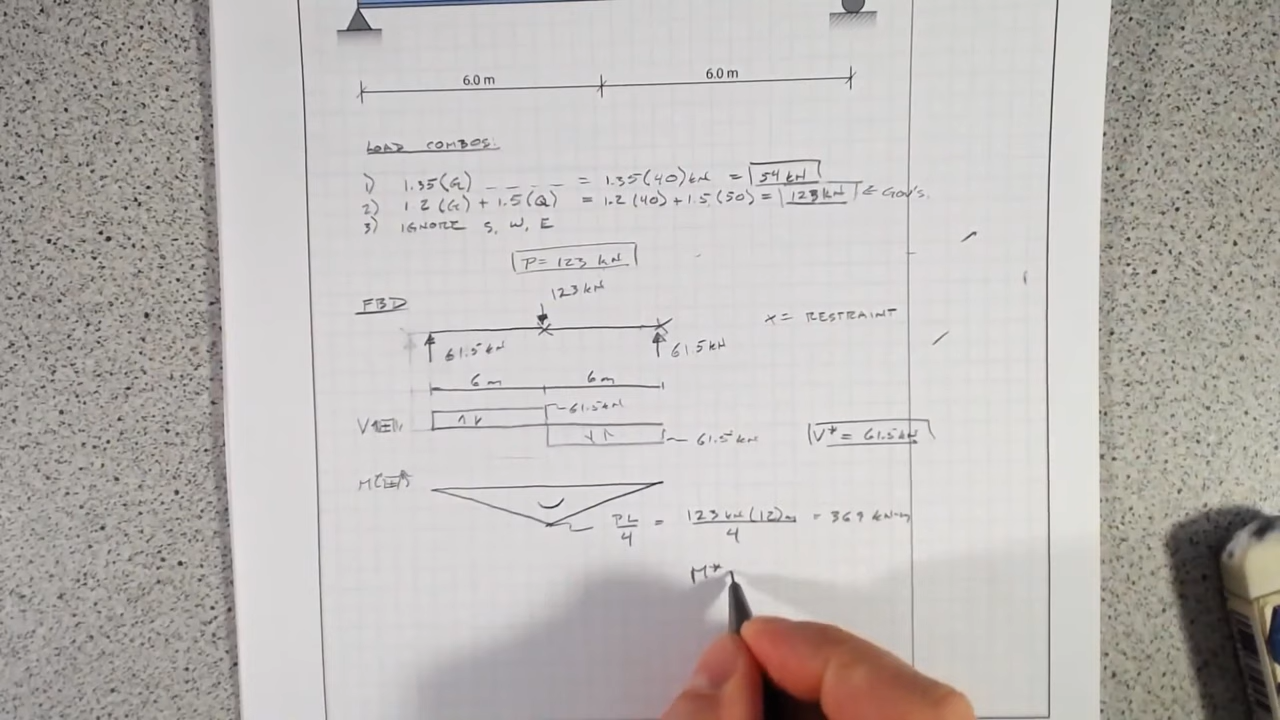 6.0 m 6.0 m
LOAD COMBOS:
1) 1.35(G) _ _ _ _ = 1.35(40)kN = 54 kN
2) 1.2(G) + 1.5(Q) = 1.2(40)+1.5(50) = 123 kN ← GOV'S.
3) IGNORE S, W, E
P = 123 kN
123 kN
FBD
x = RESTRAINT
61.5 kN 61.5 kN
6 m 6 m
61.5 kN
V
61.5 kN
V* = 61.5 kN
M
PL/4 = 123 kN (12) m / 4 = 369 kN-m
M*